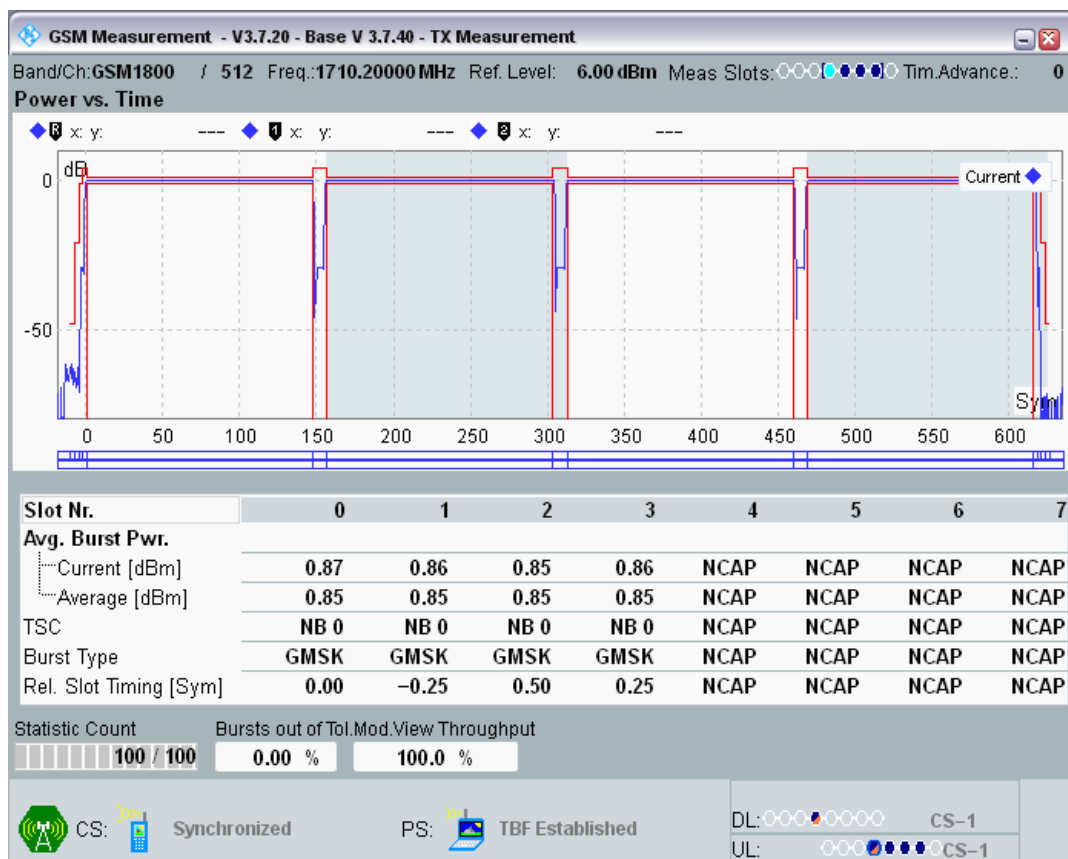 GSM Measurement - V3.7.20 - Base V 3.7.40 - TX Measurement
Band/Ch:GSM1800 / 512 Freq.:1710.20000 MHz Ref. Level: 6.00 dBm Meas Slots: Tim.Advance.: 0
Power vs. Time
R x: y: --- 1 x: y: --- 2 x: y: ---
dB
Current
0
-50
Sym
0 50 100 150 200 250 300 350 400 450 500 550 600
Slot Nr. 0 1 2 3 4 5 6 7
Avg. Burst Pwr.
Current [dBm] 0.87 0.86 0.85 0.86 NCAP NCAP NCAP NCAP
Average [dBm] 0.85 0.85 0.85 0.85 NCAP NCAP NCAP NCAP
TSC NB 0 NB 0 NB 0 NB 0 NCAP NCAP NCAP NCAP
Burst Type GMSK GMSK GMSK GMSK NCAP NCAP NCAP NCAP
Rel. Slot Timing [Sym] 0.00 −0.25 0.50 0.25 NCAP NCAP NCAP NCAP
Statistic Count Bursts out of Tol.Mod.View Throughput
100 / 100 0.00 % 100.0 %
CS: Synchronized PS: TBF Established
DL: CS−1
UL: CS−1